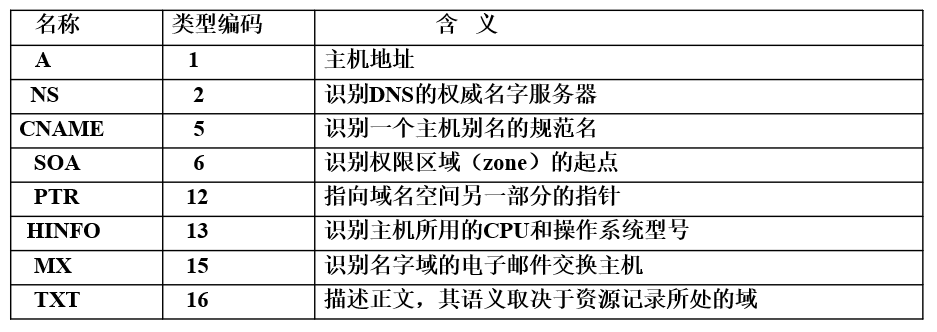 名称 类型编码 含 义
A 1 主机地址
NS 2 识别DNS的权威名字服务器
CNAME 5 识别一个主机别名的规范名
SOA 6 识别权限区域（zone）的起点
PTR 12 指向域名空间另一部分的指针
HINFO 13 识别主机所用的CPU和操作系统型号
MX 15 识别名字域的电子邮件交换主机
TXT 16 描述正文，其语义取决于资源记录所处的域